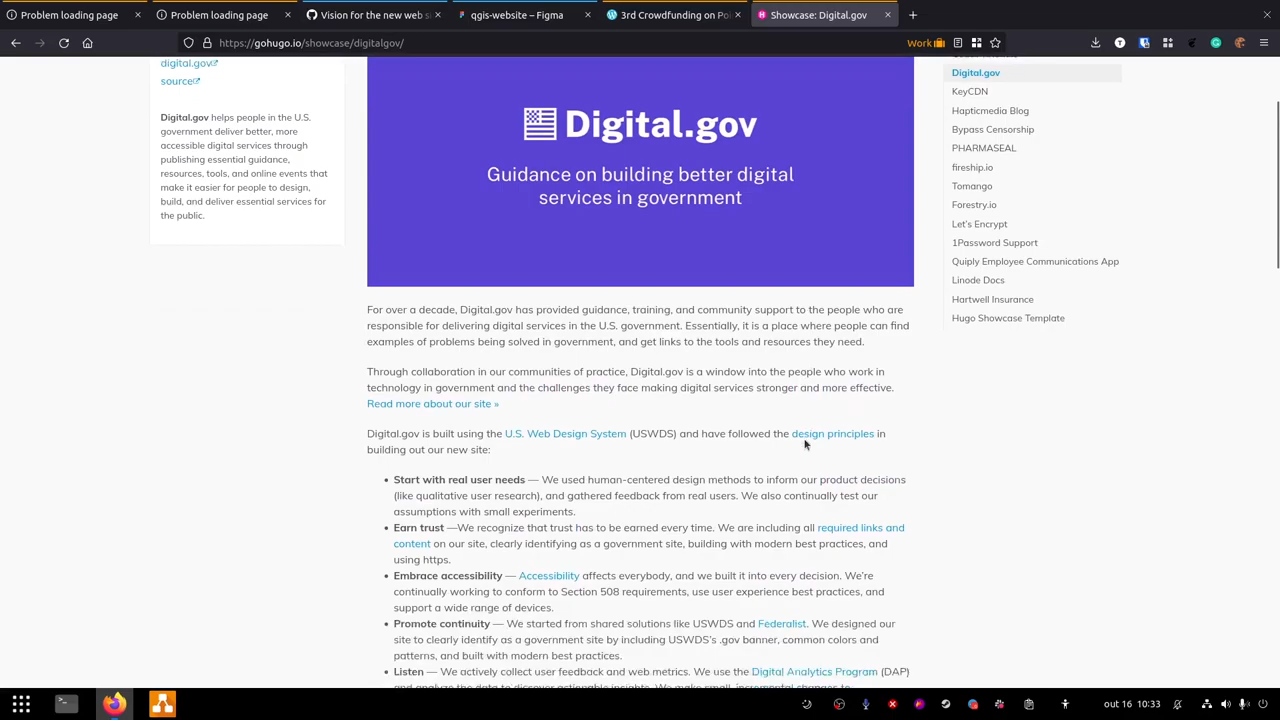 Problem loading page
Problem loading page
Vision for the new web s
qgis-website – Figma
3rd Crowdfunding on Po
Showcase: Digital.gov
https://gohugo.io/showcase/digitalgov/
Work
digital.gov
source
Digital.gov helps people in the U.S.
government deliver better, more
accessible digital services through
publishing essential guidance,
resources, tools, and online events
that make it easier for people to design,
build, and deliver essential services for
the public.
Digital.gov
Guidance on building better digital
services in government
For over a decade, Digital.gov has provided guidance, training, and community support to the people who are
responsible for delivering digital services in the U.S. government. Essentially, it is a place where people can find
examples of problems being solved in government, and get links to the tools and resources they need.
Through collaboration in our communities of practice, Digital.gov is a window into the people who work in
technology in government and the challenges they face making digital services stronger and more effective.
Read more about our site »
Digital.gov is built using the U.S. Web Design System (USWDS) and have followed the design principles in
building out our new site:
• Start with real user needs — We used human-centered design methods to inform our product decisions
(like qualitative user research), and gathered feedback from real users. We also continually test our
assumptions with small experiments.
• Earn trust —We recognize that trust has to be earned every time. We are including all required links and
content on our site, clearly identifying as a government site, building with modern best practices, and
using https.
• Embrace accessibility — Accessibility affects everybody, and we built it into every decision. We're
continually working to conform to Section 508 requirements, use user experience best practices, and
support a wide range of devices.
• Promote continuity — We started from shared solutions like USWDS and Federalist. We designed our
site to clearly identify as a government site by including USWDS's .gov banner, common colors and
patterns, and built with modern best practices.
• Listen — We actively collect user feedback and web metrics. We use the Digital Analytics Program (DAP)
and analyze the data to discover actionable insights. We make small, incremental changes to
Digital.gov
KeyCDN
Hapticmedia Blog
Bypass Censorship
PHARMASEAL
fireship.io
Tomango
Forestry.io
Let's Encrypt
1Password Support
Quiply Employee Communications App
Linode Docs
Hartwell Insurance
Hugo Showcase Template
out 16 10:33